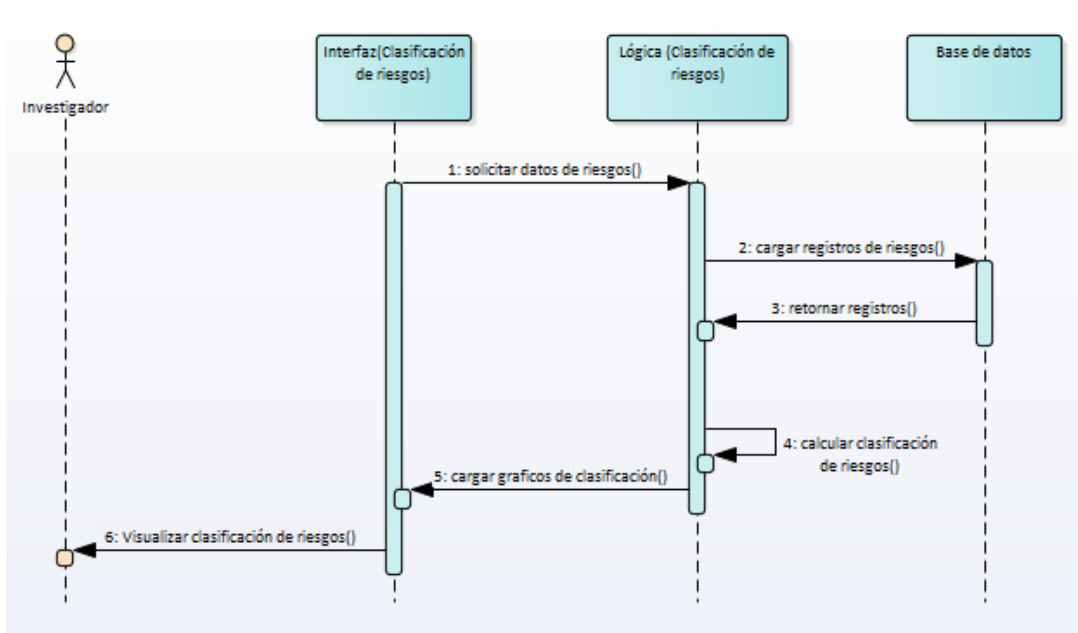 Investigador
Interfaz(Clasificación
de riesgos)
Lógica (Clasificación de
riesgos)
Base de datos
1: solicitar datos de riesgos()
2: cargar registros de riesgos()
3: retornar registros()
4: calcular clasificación
de riesgos()
5: cargar graficos de clasificación()
6: Visualizar clasificación de riesgos()